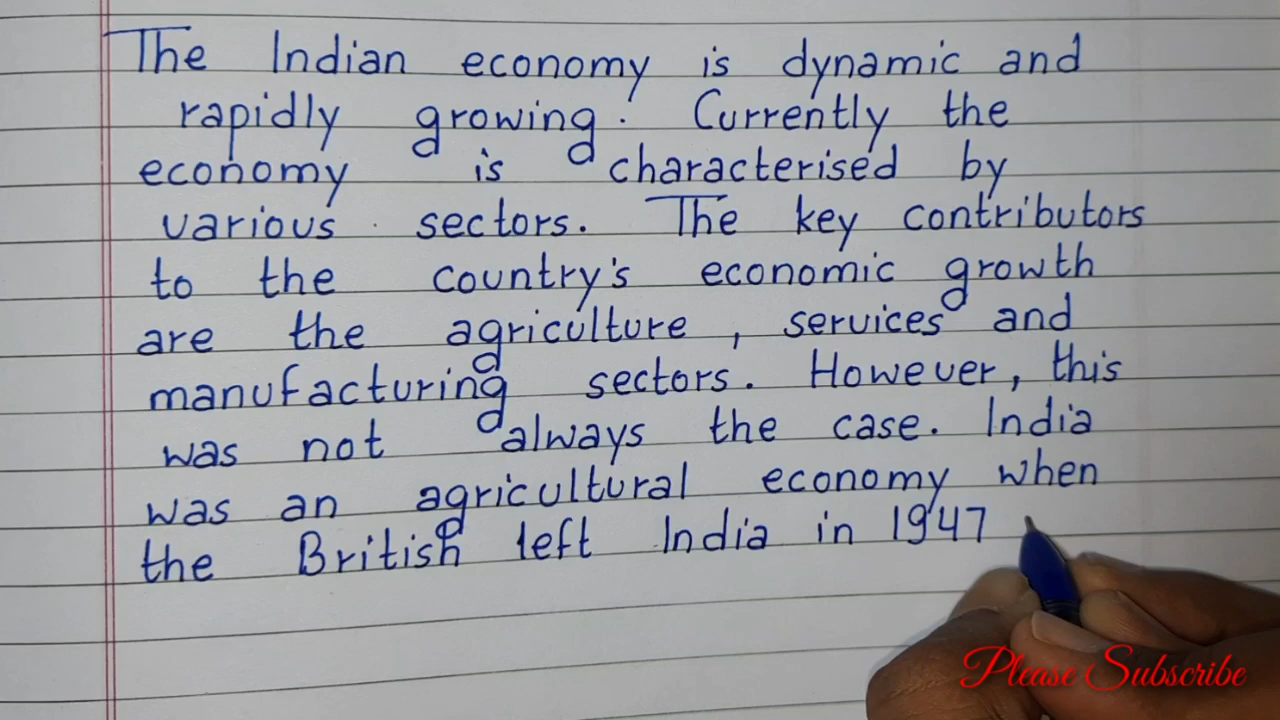 The Indian economy is dynamic and
rapidly growing. Currently the
economy is characterised by
various sectors. The key contributors
to the country's economic growth
are the agriculture, services and
manufacturing sectors. However, this
was not always the case. India
was an agricultural economy when
the British left India in 1947
Please Subscribe